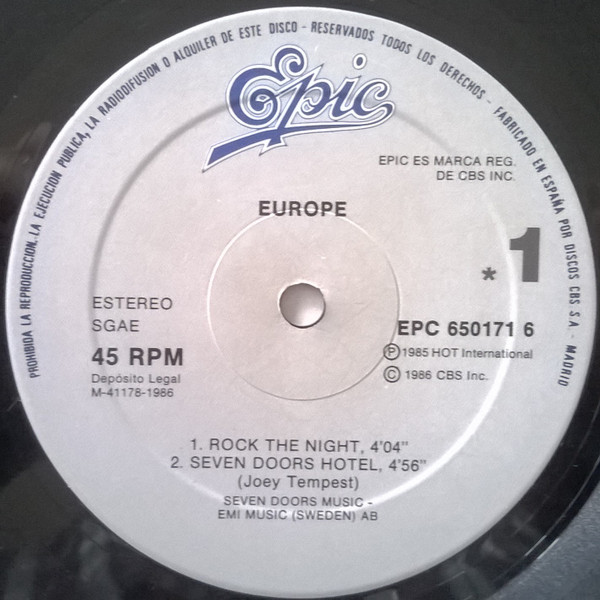 PROHIBIDA LA REPRODUCCION, LA EJECUCION PUBLICA, LA RADIODIFUSION O ALQUILER DE ESTE DISCO - RESERVADOS TODOS LOS DERECHOS - FABRICADO EN ESPAÑA POR DISCOS CBS S.A. - MADRID
Epic
EPIC ES MARCA REG.
DE CBS INC.
EUROPE
* 1
ESTEREO
SGAE
45 RPM
Depósito Legal
M-41178-1986
EPC 650171 6
Ⓟ 1985 HOT International
© 1986 CBS Inc.
1. ROCK THE NIGHT, 4'04"
2. SEVEN DOORS HOTEL, 4'56"
(Joey Tempest)
SEVEN DOORS MUSIC -
EMI MUSIC (SWEDEN) AB